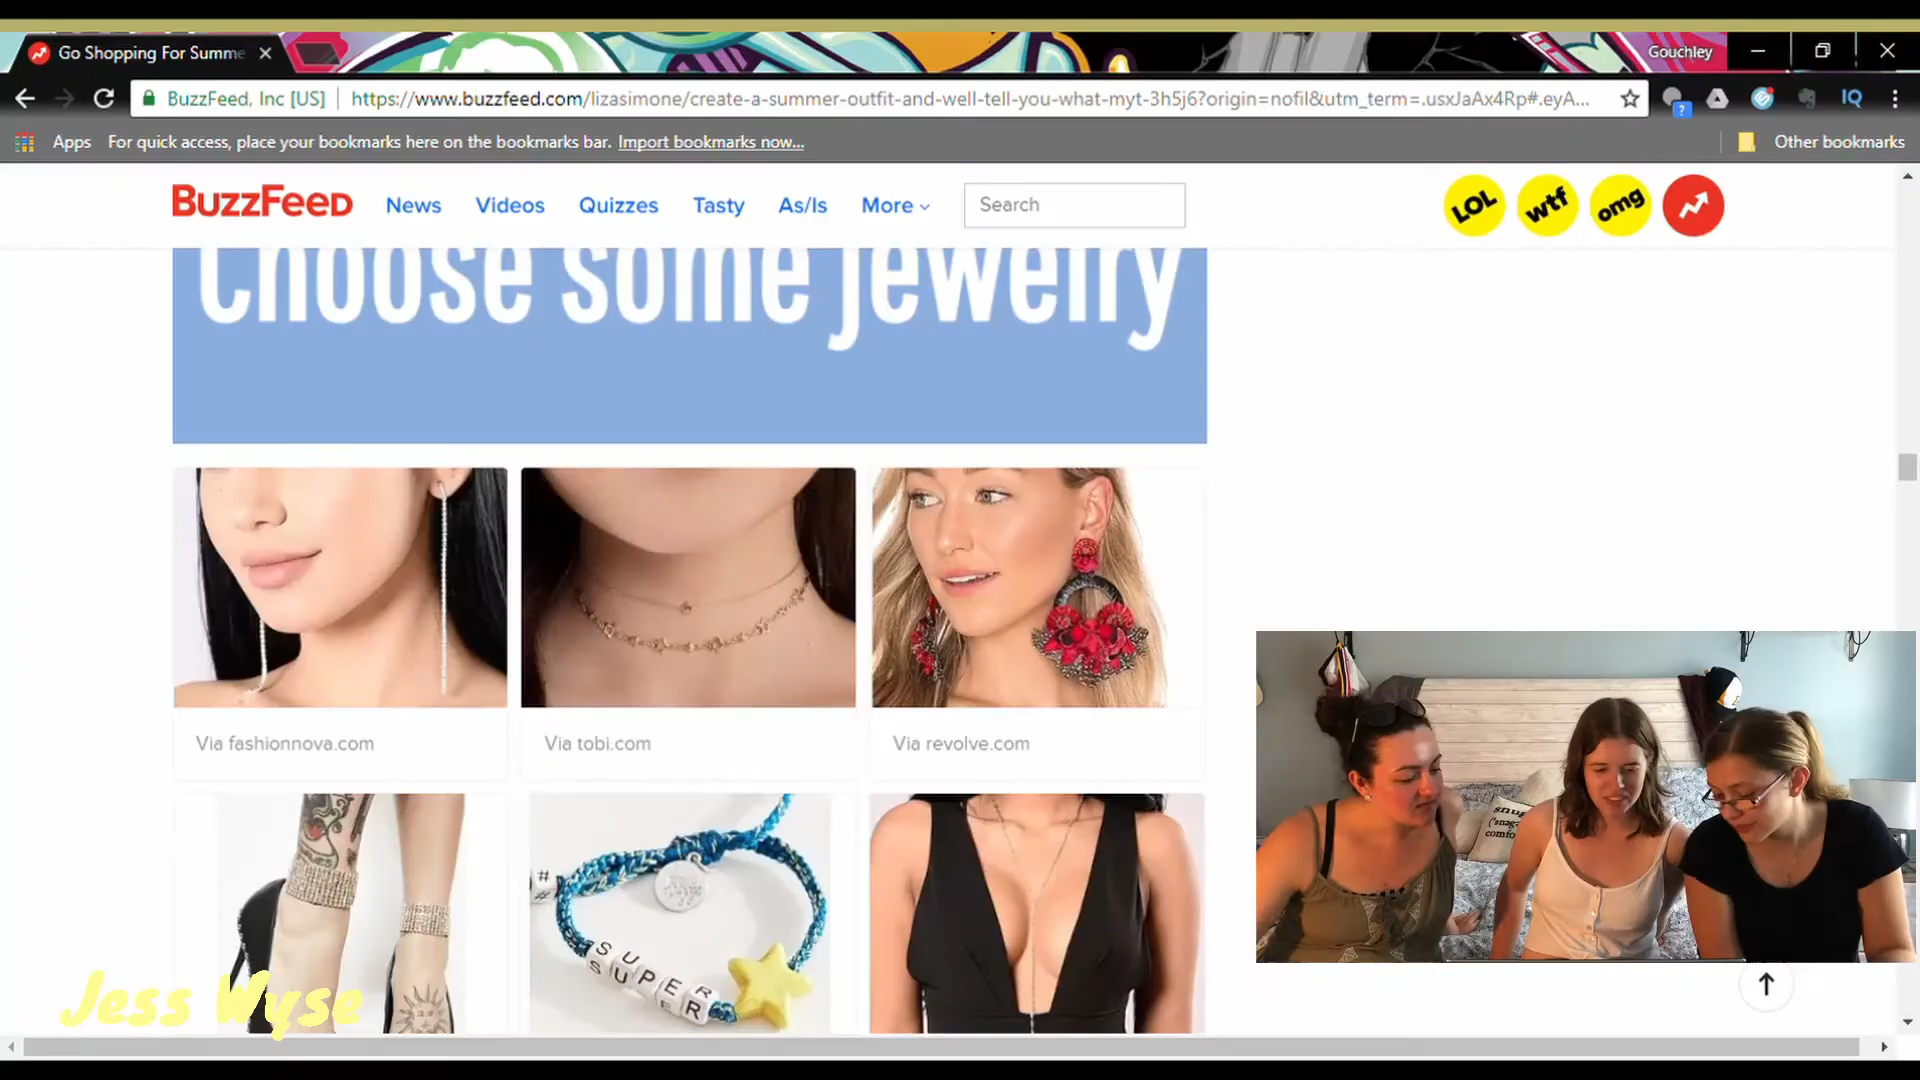 Go Shopping For Summe
Gouchley
BuzzFeed, Inc [US]
https://www.buzzfeed.com/lizasimone/create-a-summer-outfit-and-well-tell-you-what-myt-3h5j6?origin=nofil&utm_term=.usxJaAx4Rp#.eyA...
?
IQ
Apps
For quick access, place your bookmarks here on the bookmarks bar. Import bookmarks now...
Other bookmarks
BuzzFeed
News
Videos
Quizzes
Tasty
As/Is
More
Search
LOL
wtf
omg
Choose some jewelry
Via fashionnova.com
Via tobi.com
Via revolve.com
##
SUPER
snug
Jess Wyse